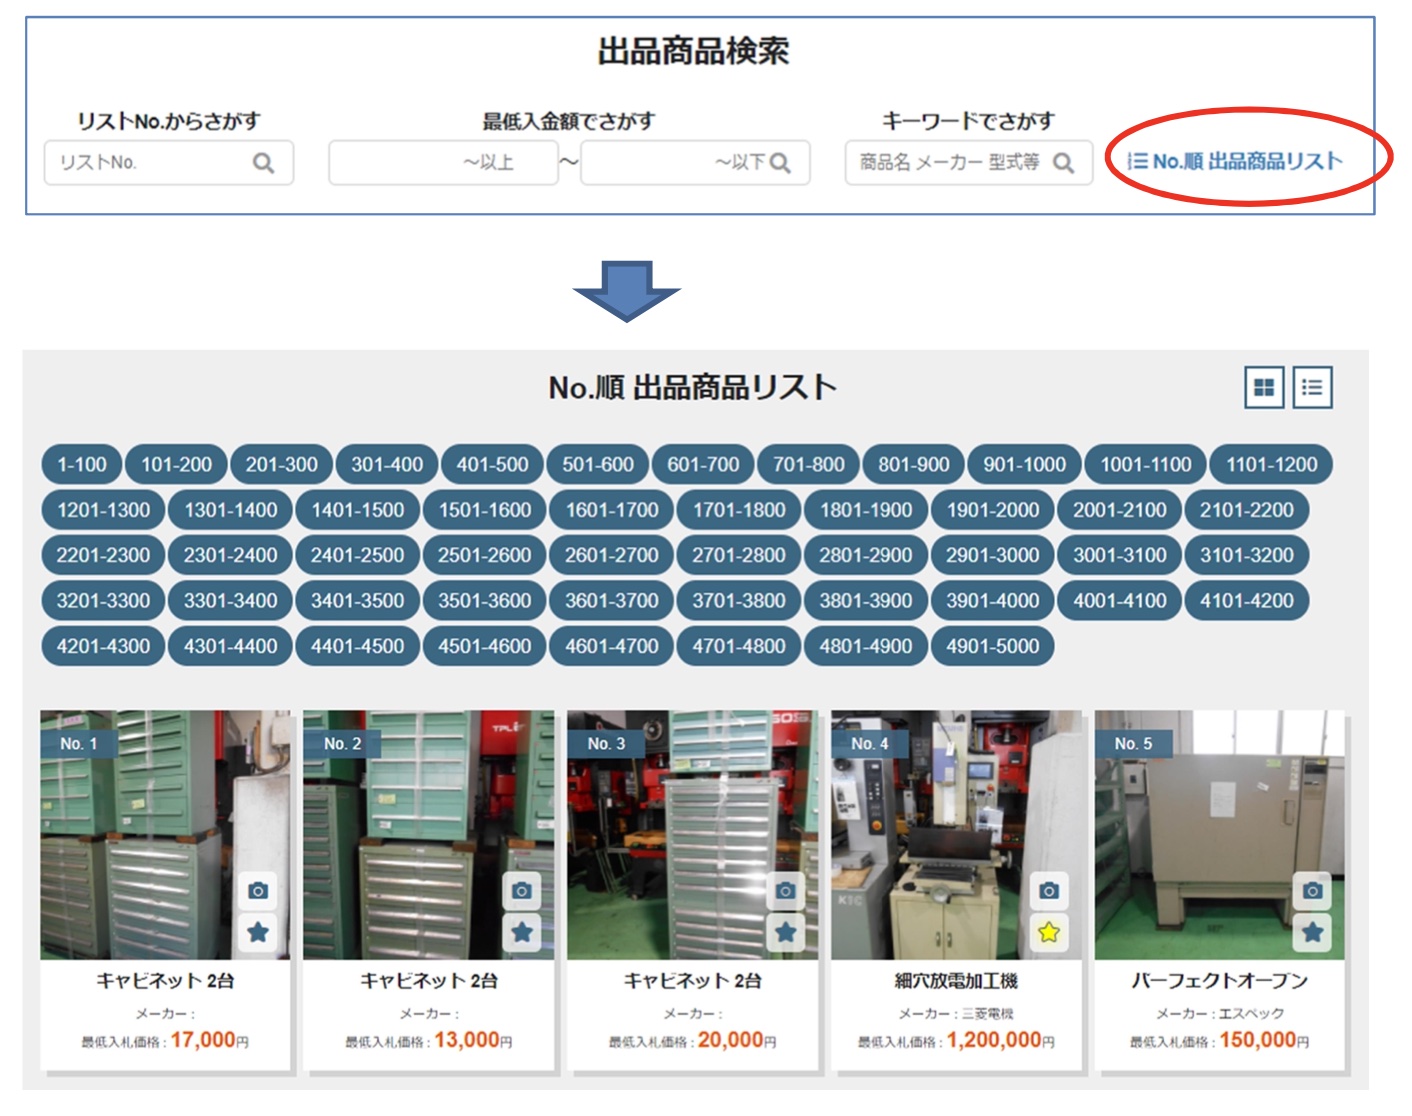 出品商品検索
リストNo.からさがす 最低入金額でさがす キーワードでさがす
リストNo. ～以上 ～ ～以下 商品名 メーカー 型式等 No.順 出品商品リスト
No.順 出品商品リスト
1-100 101-200 201-300 301-400 401-500 501-600 601-700 701-800 801-900 901-1000 1001-1100 1101-1200
1201-1300 1301-1400 1401-1500 1501-1600 1601-1700 1701-1800 1801-1900 1901-2000 2001-2100 2101-2200
2201-2300 2301-2400 2401-2500 2501-2600 2601-2700 2701-2800 2801-2900 2901-3000 3001-3100 3101-3200
3201-3300 3301-3400 3401-3500 3501-3600 3601-3700 3701-3800 3801-3900 3901-4000 4001-4100 4101-4200
4201-4300 4301-4400 4401-4500 4501-4600 4601-4700 4701-4800 4801-4900 4901-5000
No. 1 No. 2 No. 3 No. 4 No. 5
KTC
キャビネット 2台 キャビネット 2台 キャビネット 2台 細穴放電加工機 パーフェクトオーブン
メーカー : メーカー : メーカー : メーカー : 三菱電機 メーカー : エスペック
最低入札価格 : 17,000円 最低入札価格 : 13,000円 最低入札価格 : 20,000円 最低入札価格 : 1,200,000円 最低入札価格 : 150,000円